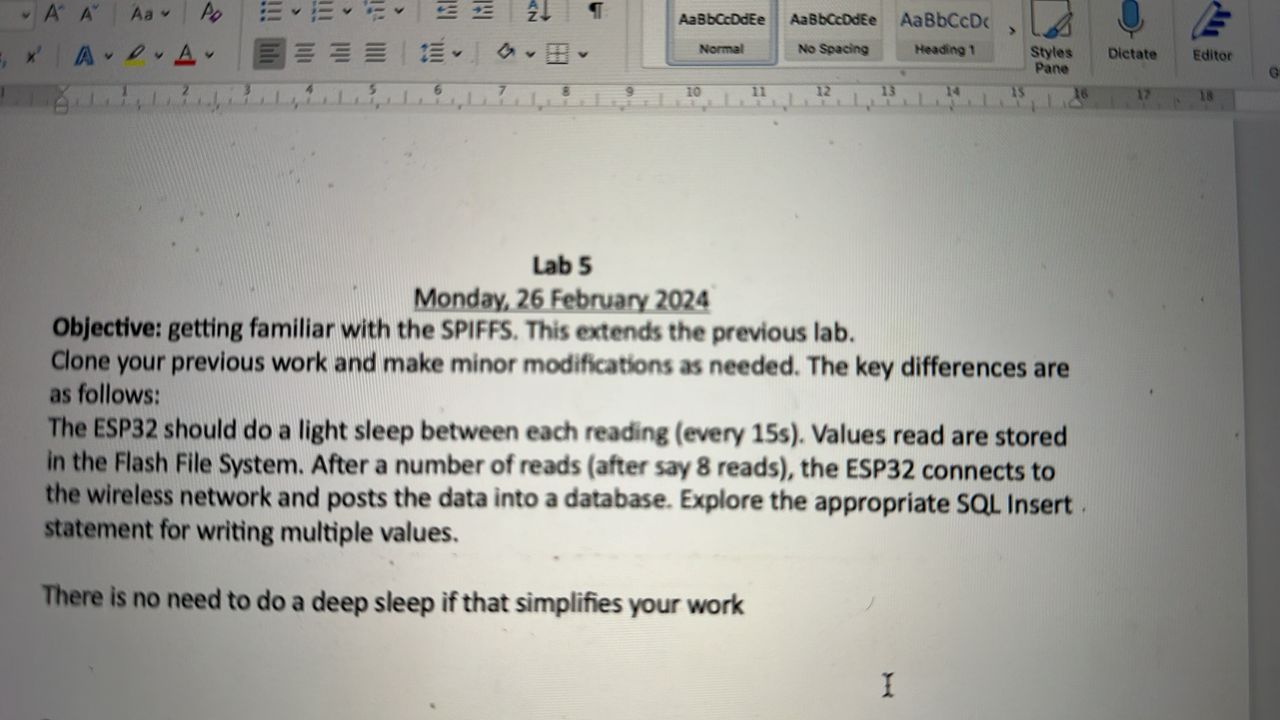 Aa
AaBbCcDdEe AaBbCcDdEe AaBbCcDc
Normal No Spacing Heading 1 Styles Pane Dictate Editor
1 2 3 4 5 6 7 8 9 10 11 12 13 14 15 16 17 18
Lab 5
Monday, 26 February 2024
Objective: getting familiar with the SPIFFS. This extends the previous lab.
Clone your previous work and make minor modifications as needed. The key differences are
as follows:
The ESP32 should do a light sleep between each reading (every 15s). Values read are stored
in the Flash File System. After a number of reads (after say 8 reads), the ESP32 connects to
the wireless network and posts the data into a database. Explore the appropriate SQL Insert
statement for writing multiple values.
There is no need to do a deep sleep if that simplifies your work